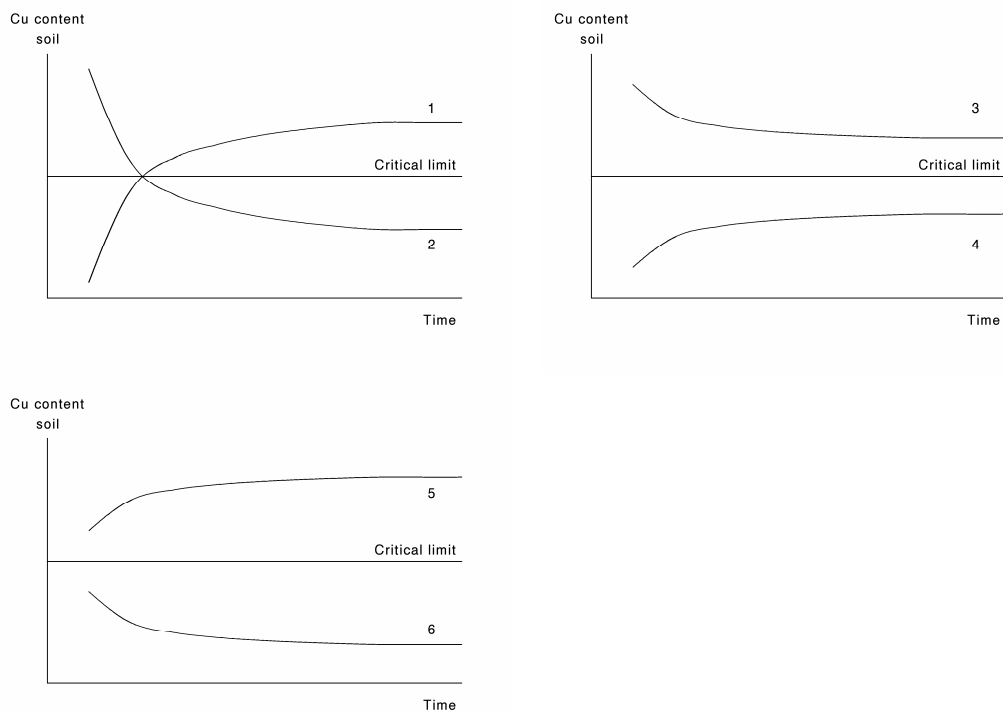 Cu content
soil
1
Critical limit
2
Time
Cu content
soil
3
Critical limit
4
Time
Cu content
soil
5
Critical limit
6
Time